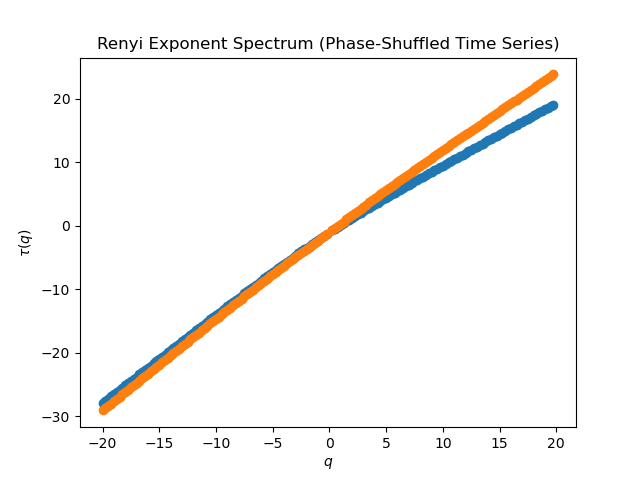 Renyi Exponent Spectrum (Phase-Shuffled Time Series)
20
10
0
−10
−20
−30
τ(q)
−20 −15 −10 −5 0 5 10 15 20
q